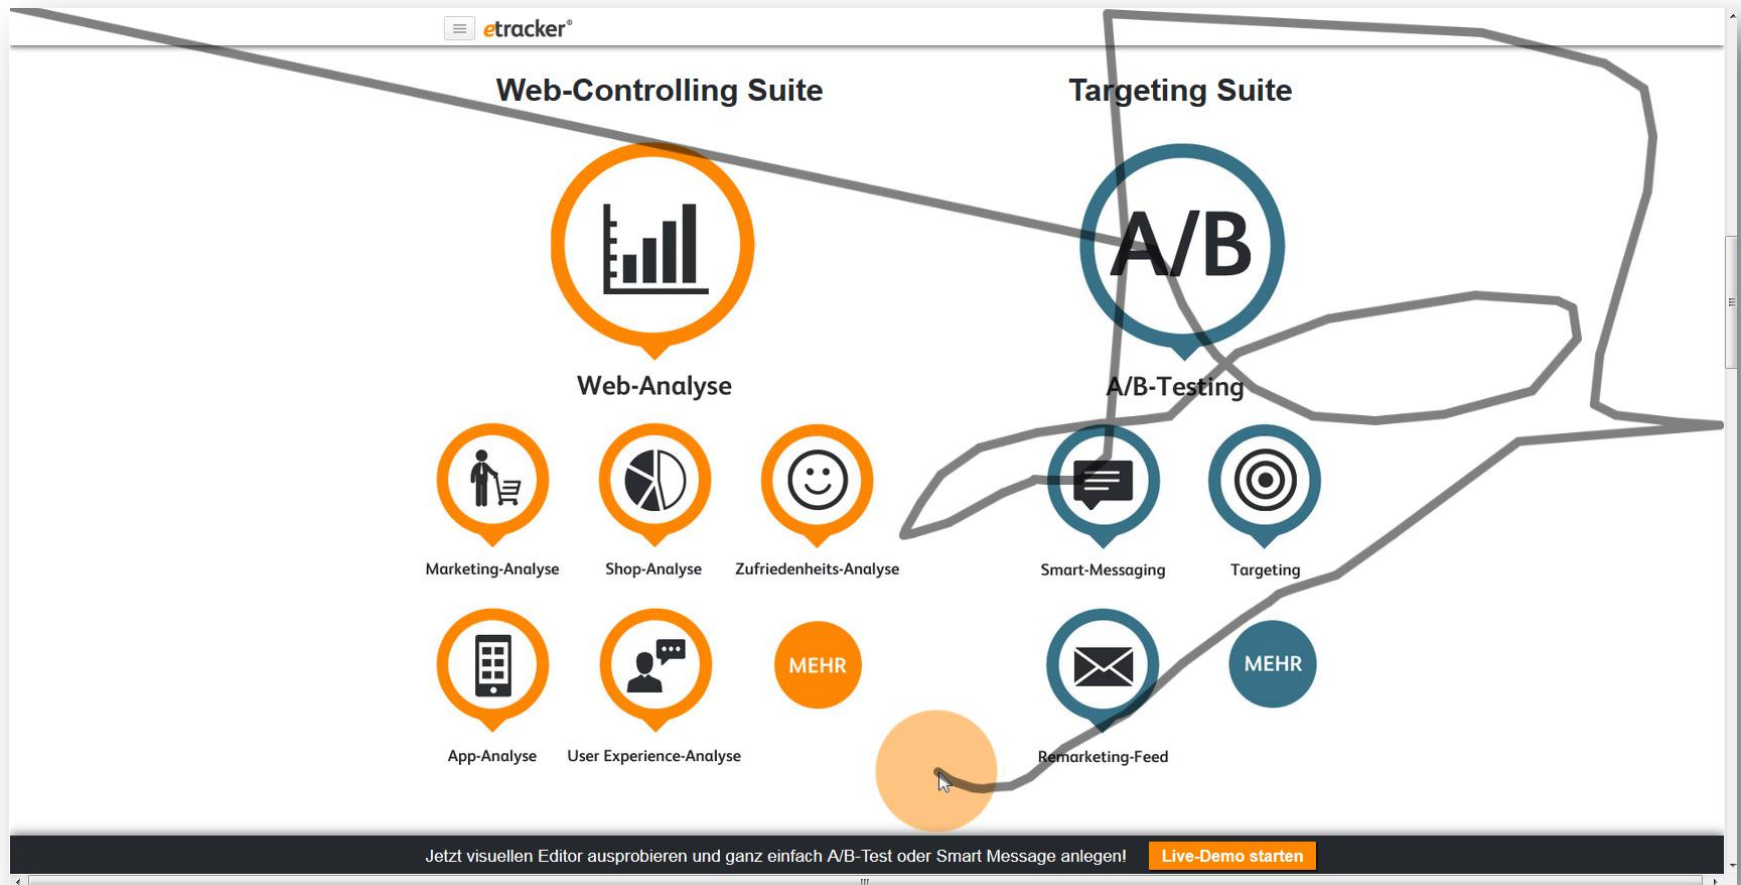 etracker®
Web-Controlling Suite
Targeting Suite
A/B
Web-Analyse
A/B-Testing
Marketing-Analyse
Shop-Analyse
Zufriedenheits-Analyse
Smart-Messaging
Targeting
MEHR
MEHR
App-Analyse
User Experience-Analyse
Remarketing-Feed
Jetzt visuellen Editor ausprobieren und ganz einfach A/B-Test oder Smart Message anlegen!
Live-Demo starten